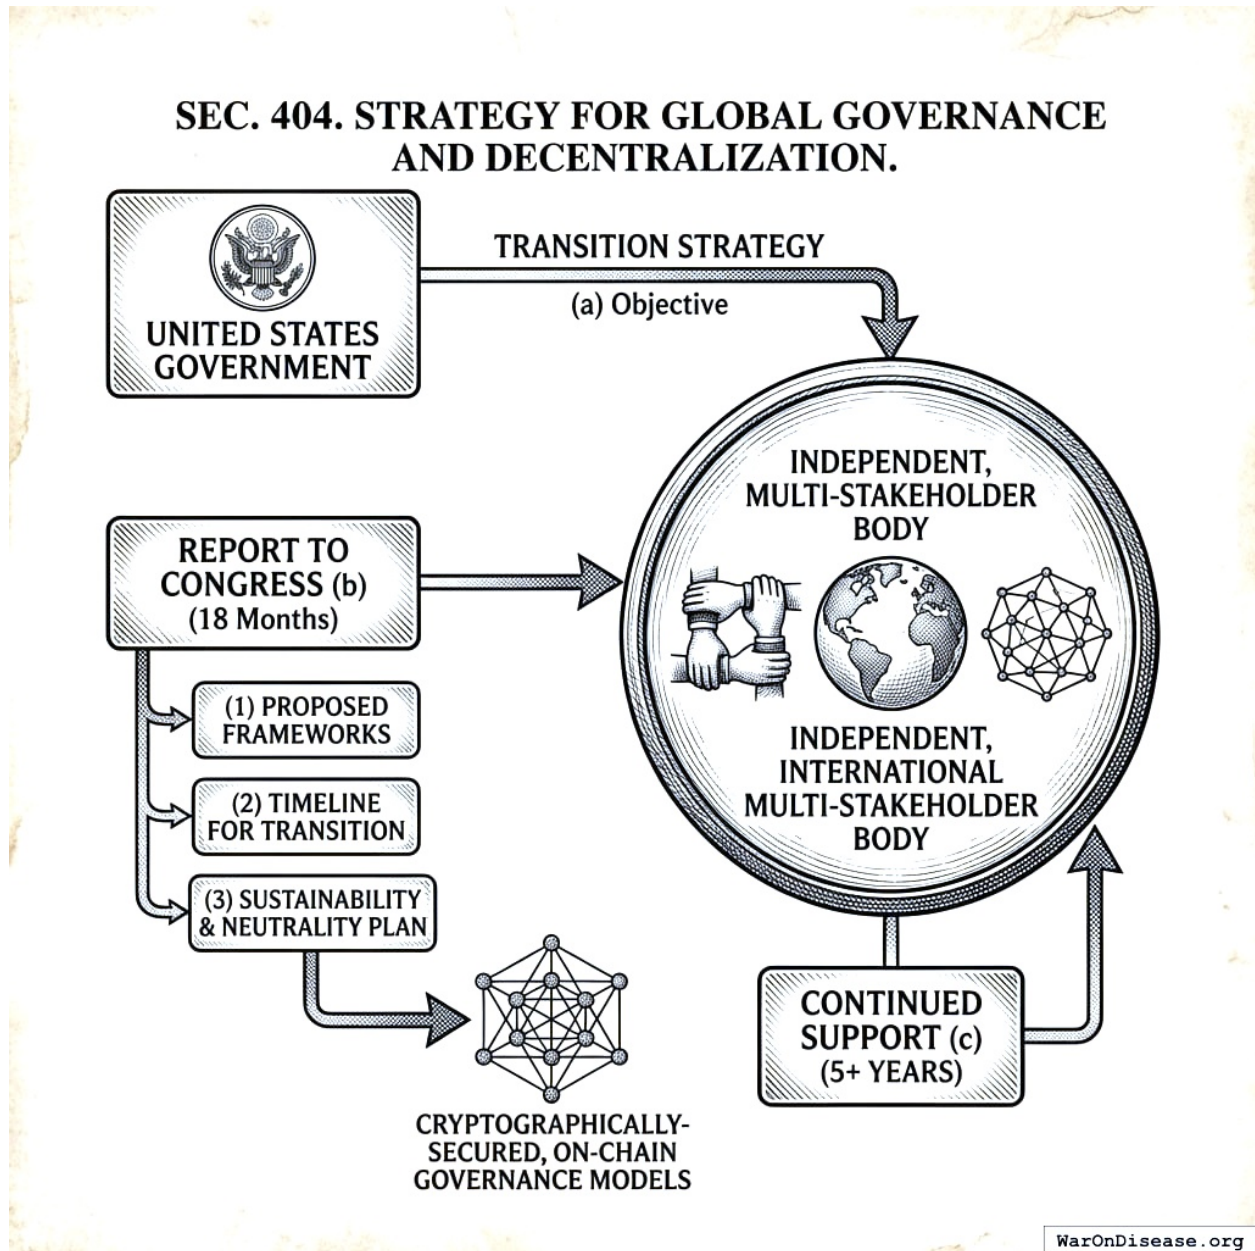 SEC. 404. STRATEGY FOR GLOBAL GOVERNANCE
AND DECENTRALIZATION.
UNITED STATES
GOVERNMENT
TRANSITION STRATEGY
(a) Objective
INDEPENDENT,
MULTI-STAKEHOLDER
BODY
INDEPENDENT,
INTERNATIONAL
MULTI-STAKEHOLDER
BODY
REPORT TO
CONGRESS (b)
(18 Months)
(1) PROPOSED
FRAMEWORKS
(2) TIMELINE
FOR TRANSITION
(3) SUSTAINABILITY
& NEUTRALITY PLAN
CRYPTOGRAPHICALLY-
SECURED, ON-CHAIN
GOVERNANCE MODELS
CONTINUED
SUPPORT (c)
(5+ YEARS)
WarOnDisease.org